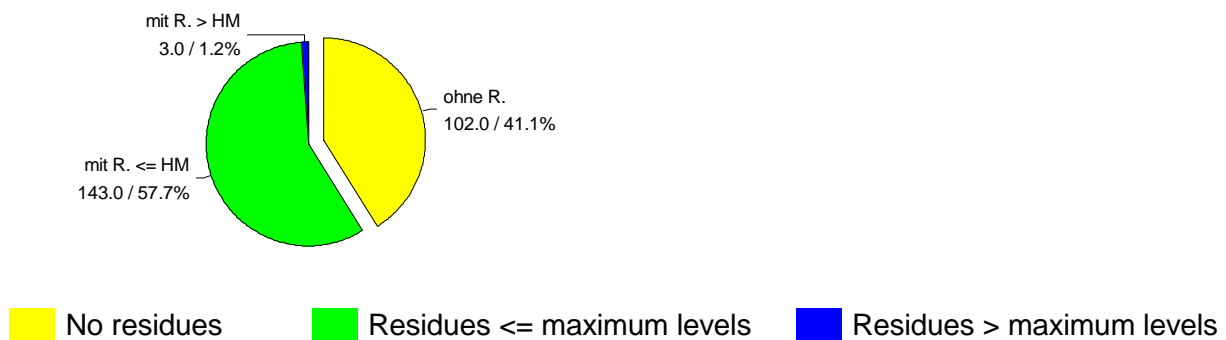 mit R. > HM
3.0 / 1.2%
ohne R.
102.0 / 41.1%
mit R. <= HM
143.0 / 57.7%
No residues
Residues <= maximum levels
Residues > maximum levels